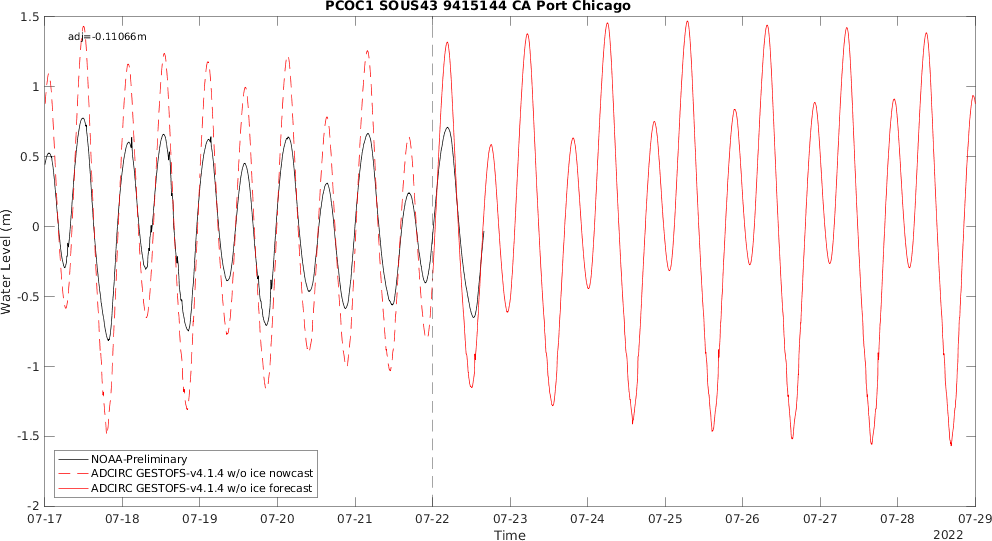 PCOC1 SOUS43 9415144 CA Port Chicago
adj=-0.11066m
Water Level (m)
1.5
1
0.5
0
-0.5
-1
-1.5
-2
NOAA-Preliminary
ADCIRC GESTOFS-v4.1.4 w/o ice nowcast
ADCIRC GESTOFS-v4.1.4 w/o ice forecast
07-17 07-18 07-19 07-20 07-21 07-22 07-23 07-24 07-25 07-26 07-27 07-28 07-29
Time
2022